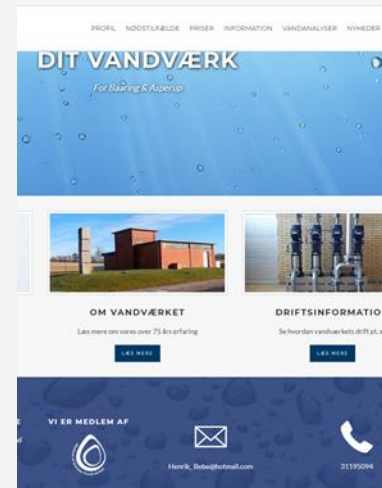 PROFIL NØDSTILFÆLDE PRISER INFORMATION VANDANALYSER NYHEDER
DIT VANDVÆRK
For Baaring & Asperup
OM VANDVÆRKET
Læs mere om vores over 75 års erfaring
LÆS MERE
DRIFTSINFORMATIO
Se hvordan vandværkets drift pt.
LÆS MERE
VI ER MEDLEM AF
Henrik_Bebe@hotmail.com
31195094